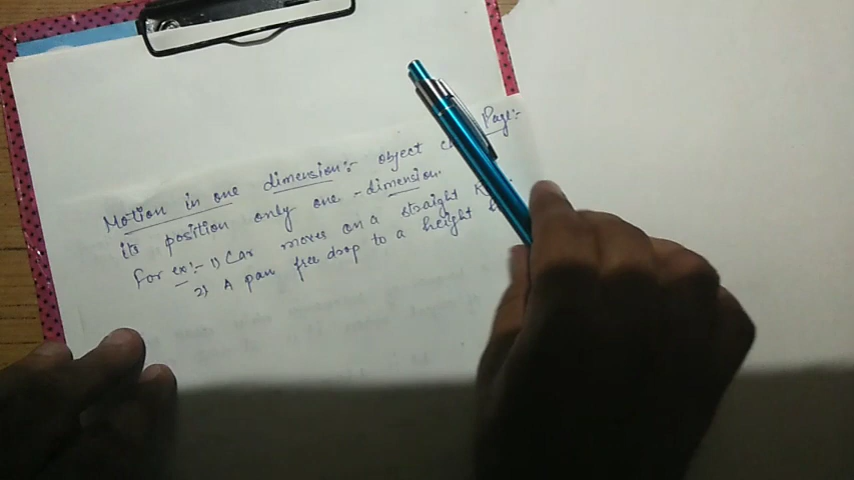 Page:-
Motion in one dimension:- object
its position only one-dimension.
For ex:- 1) Car moves on a straight
2) A pan free drop to a height